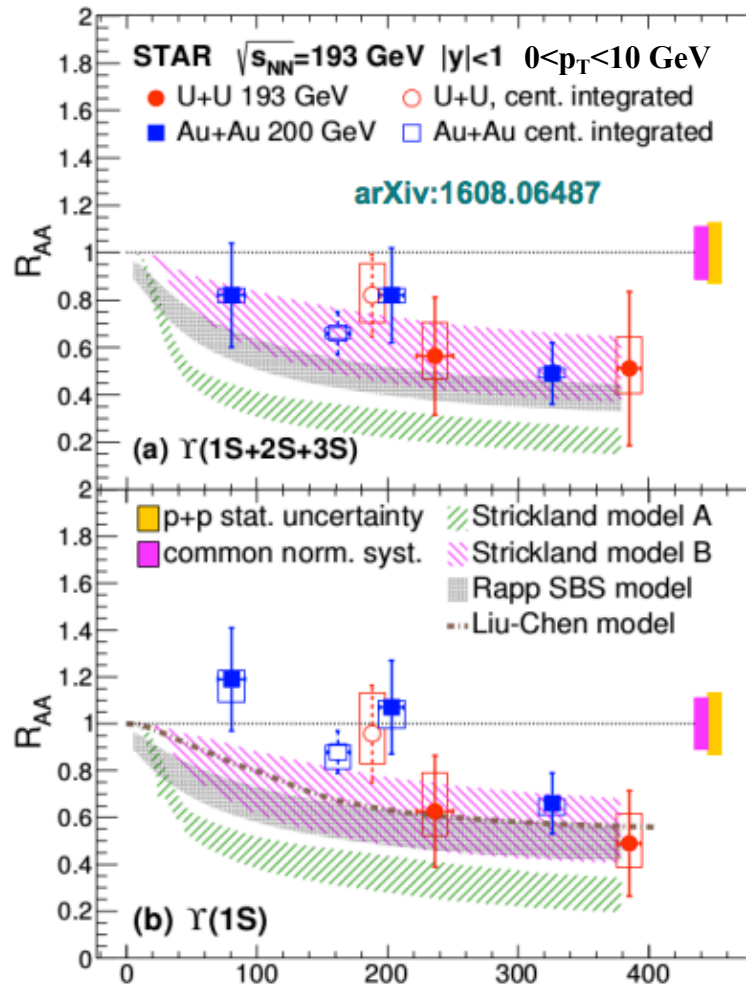 STAR √s_NN=193 GeV |y|<1 0<p_T<10 GeV
U+U 193 GeV U+U, cent. integrated
Au+Au 200 GeV Au+Au cent. integrated
arXiv:1608.06487
R_AA
2
1.8
1.6
1.4
1.2
1
0.8
0.6
0.4
0.2
(a) ϒ(1S+2S+3S)
p+p stat. uncertainty Strickland model A
common norm. syst. Strickland model B
Rapp SBS model
Liu-Chen model
R_AA
2
1.8
1.6
1.4
1.2
1
0.8
0.6
0.4
0.2
0
(b) ϒ(1S)
0 100 200 300 400